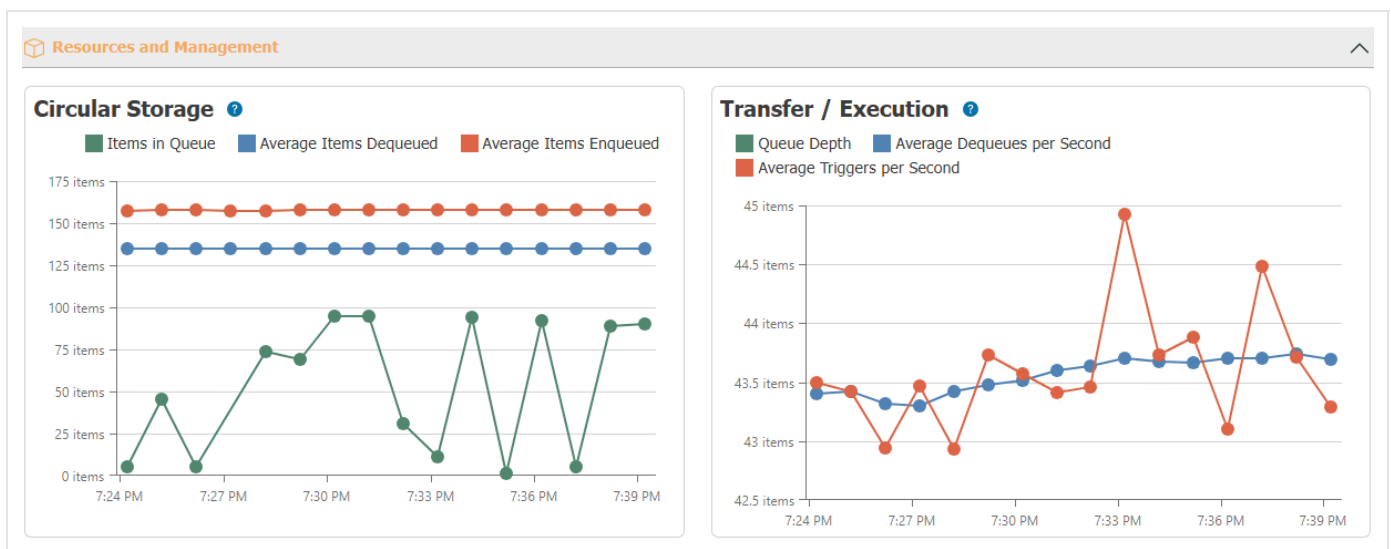 Resources and Management
Circular Storage ?
Items in Queue Average Items Dequeued Average Items Enqueued
175 items
150 items
125 items
100 items
75 items
50 items
25 items
0 items
7:24 PM 7:27 PM 7:30 PM 7:33 PM 7:36 PM 7:39 PM
Transfer / Execution ?
Queue Depth Average Dequeues per Second
Average Triggers per Second
45 items
44.5 items
44 items
43.5 items
43 items
42.5 items
7:24 PM 7:27 PM 7:30 PM 7:33 PM 7:36 PM 7:39 PM